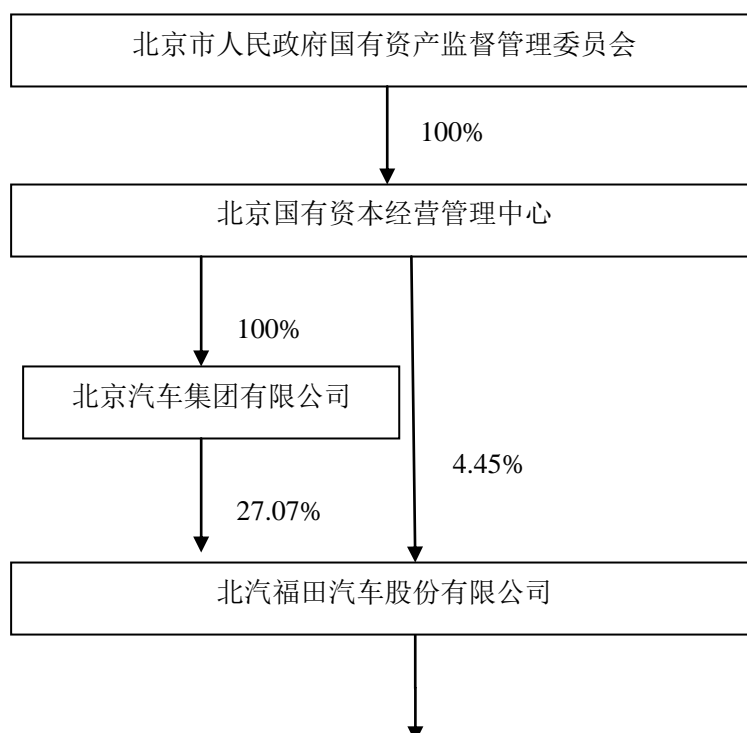 北京市人民政府国有资产监督管理委员会
100%
北京国有资本经营管理中心
100%
北京汽车集团有限公司
4.45%
27.07%
北汽福田汽车股份有限公司